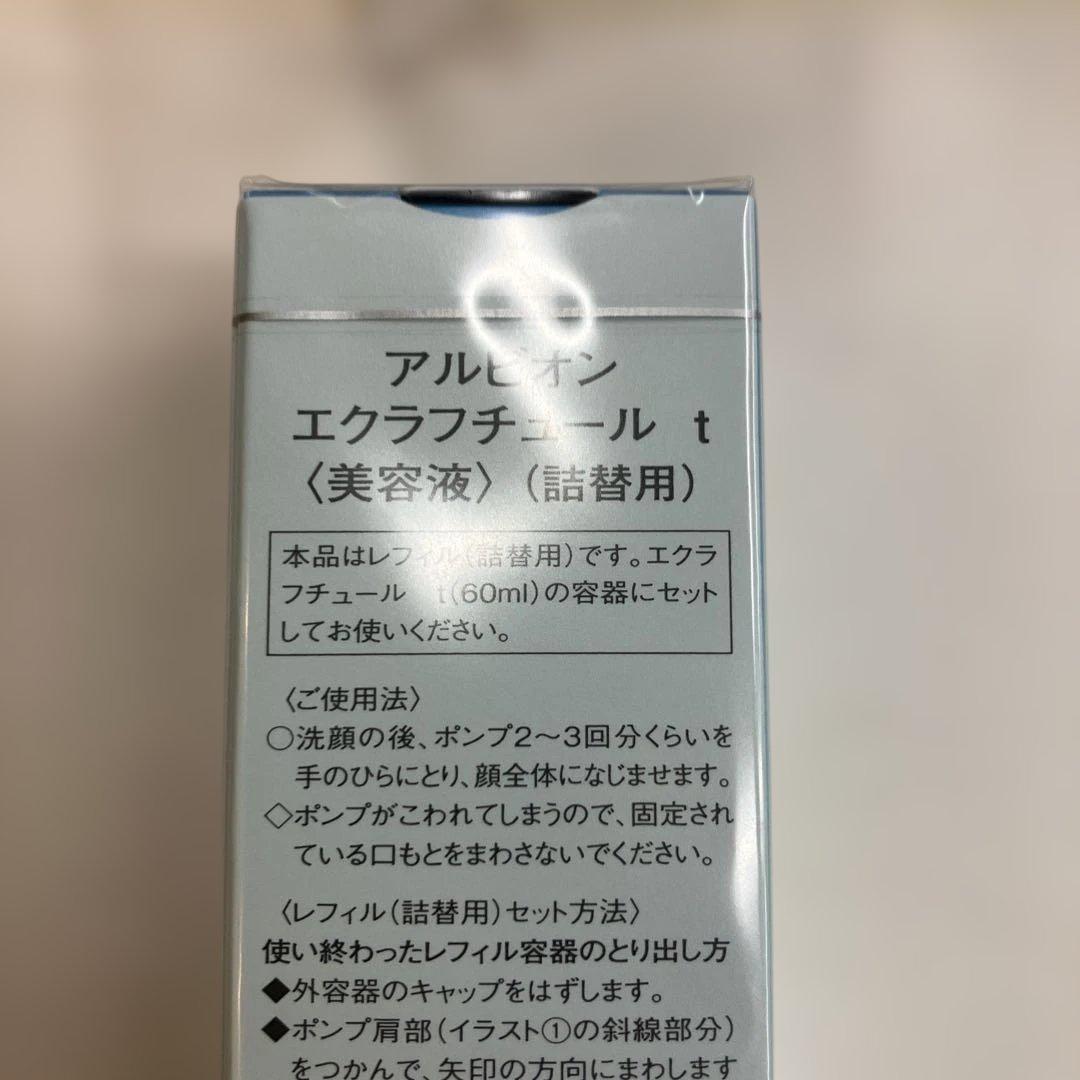 アルビオン
エクラフチュール t
〈美容液〉(詰替用)
本品はレフィル(詰替用)です。エクラ
フチュール t(60ml)の容器にセット
してお使いください。
〈ご使用法〉
○洗顔の後、ポンプ2〜3回分くらいを
手のひらにとり、顔全体になじませます。
◇ポンプがこわれてしまうので、固定され
ている口もとをまわさないでください。
〈レフィル(詰替用)セット方法〉
使い終わったレフィル容器のとり出し方
◆外容器のキャップをはずします。
◆ポンプ肩部(イラスト①の斜線部分)
をつかんで、矢印の方向にまわします